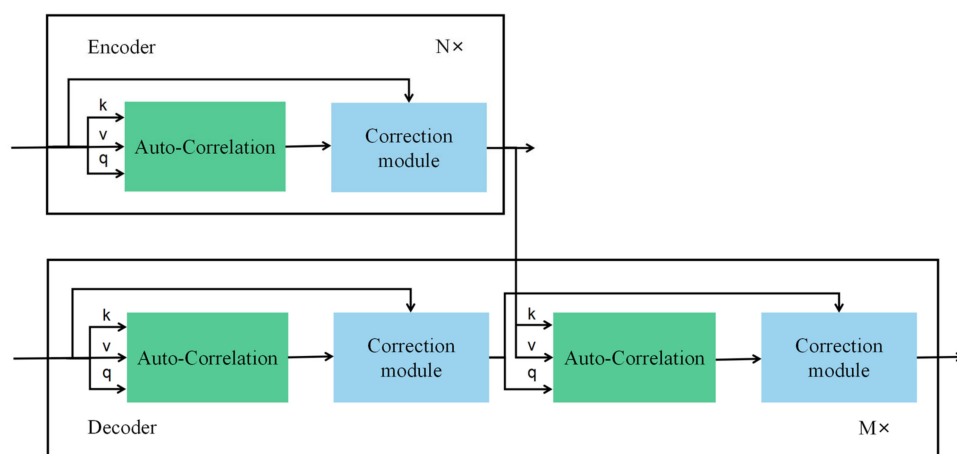 Encoder
N×
k
v
q
Auto-Correlation
Correction
module
k
v
q
Auto-Correlation
Correction
module
k
v
q
Auto-Correlation
Correction
module
Decoder
M×